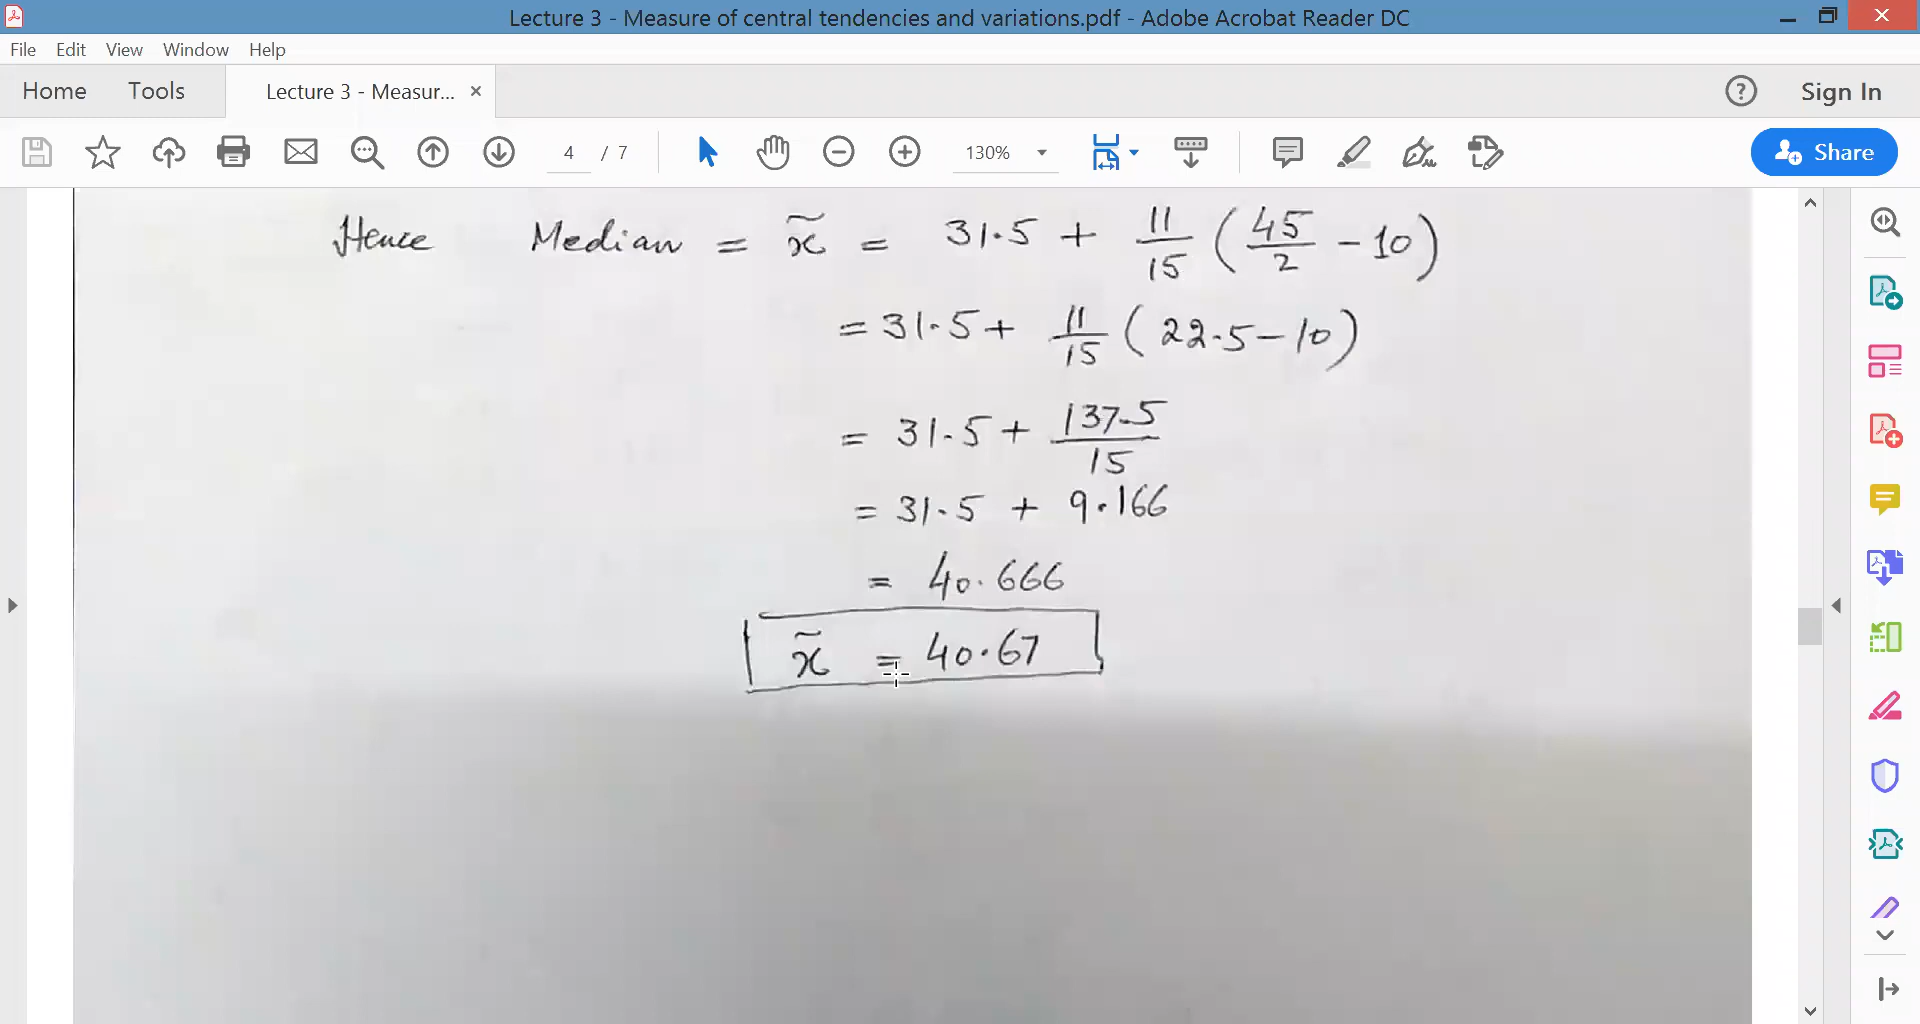 Lecture 3 - Measure of central tendencies and variations.pdf - Adobe Acrobat Reader DC
File Edit View Window Help
Home Tools Lecture 3 - Measur... × ? Sign In
4 / 7 130% Share
Hence Median = x̃ = 31.5 + 11/15 (45/2 - 10)
= 31.5 + 11/15 (22.5 - 10)
= 31.5 + 137.5/15
= 31.5 + 9.166
= 40.666
x̃ = 40.67